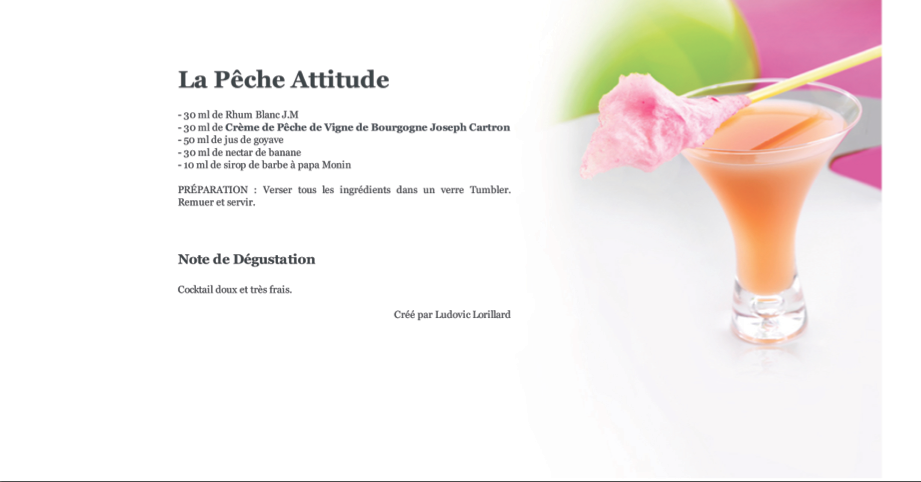 La Pêche Attitude
- 30 ml de Rhum Blanc J.M
- 30 ml de Crème de Pêche de Vigne de Bourgogne Joseph Cartron
- 50 ml de jus de goyave
- 30 ml de nectar de banane
- 10 ml de sirop de barbe à papa Monin
PRÉPARATION : Verser tous les ingrédients dans un verre Tumbler.
Remuer et servir.
Note de Dégustation
Cocktail doux et très frais.
Créé par Ludovic Lorillard